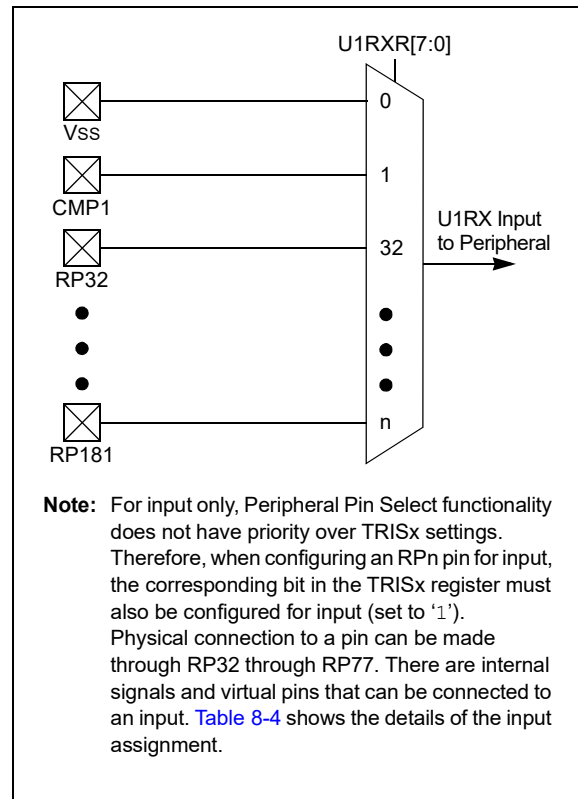 U1RXR[7:0]
0
Vss
1
CMP1
U1RX Input
to Peripheral
32
RP32
n
RP181
Note: For input only, Peripheral Pin Select functionality
does not have priority over TRISx settings.
Therefore, when configuring an RPn pin for input,
the corresponding bit in the TRISx register must
also be configured for input (set to ‘1’).
Physical connection to a pin can be made
through RP32 through RP77. There are internal
signals and virtual pins that can be connected to
an input. Table 8-4 shows the details of the input
assignment.